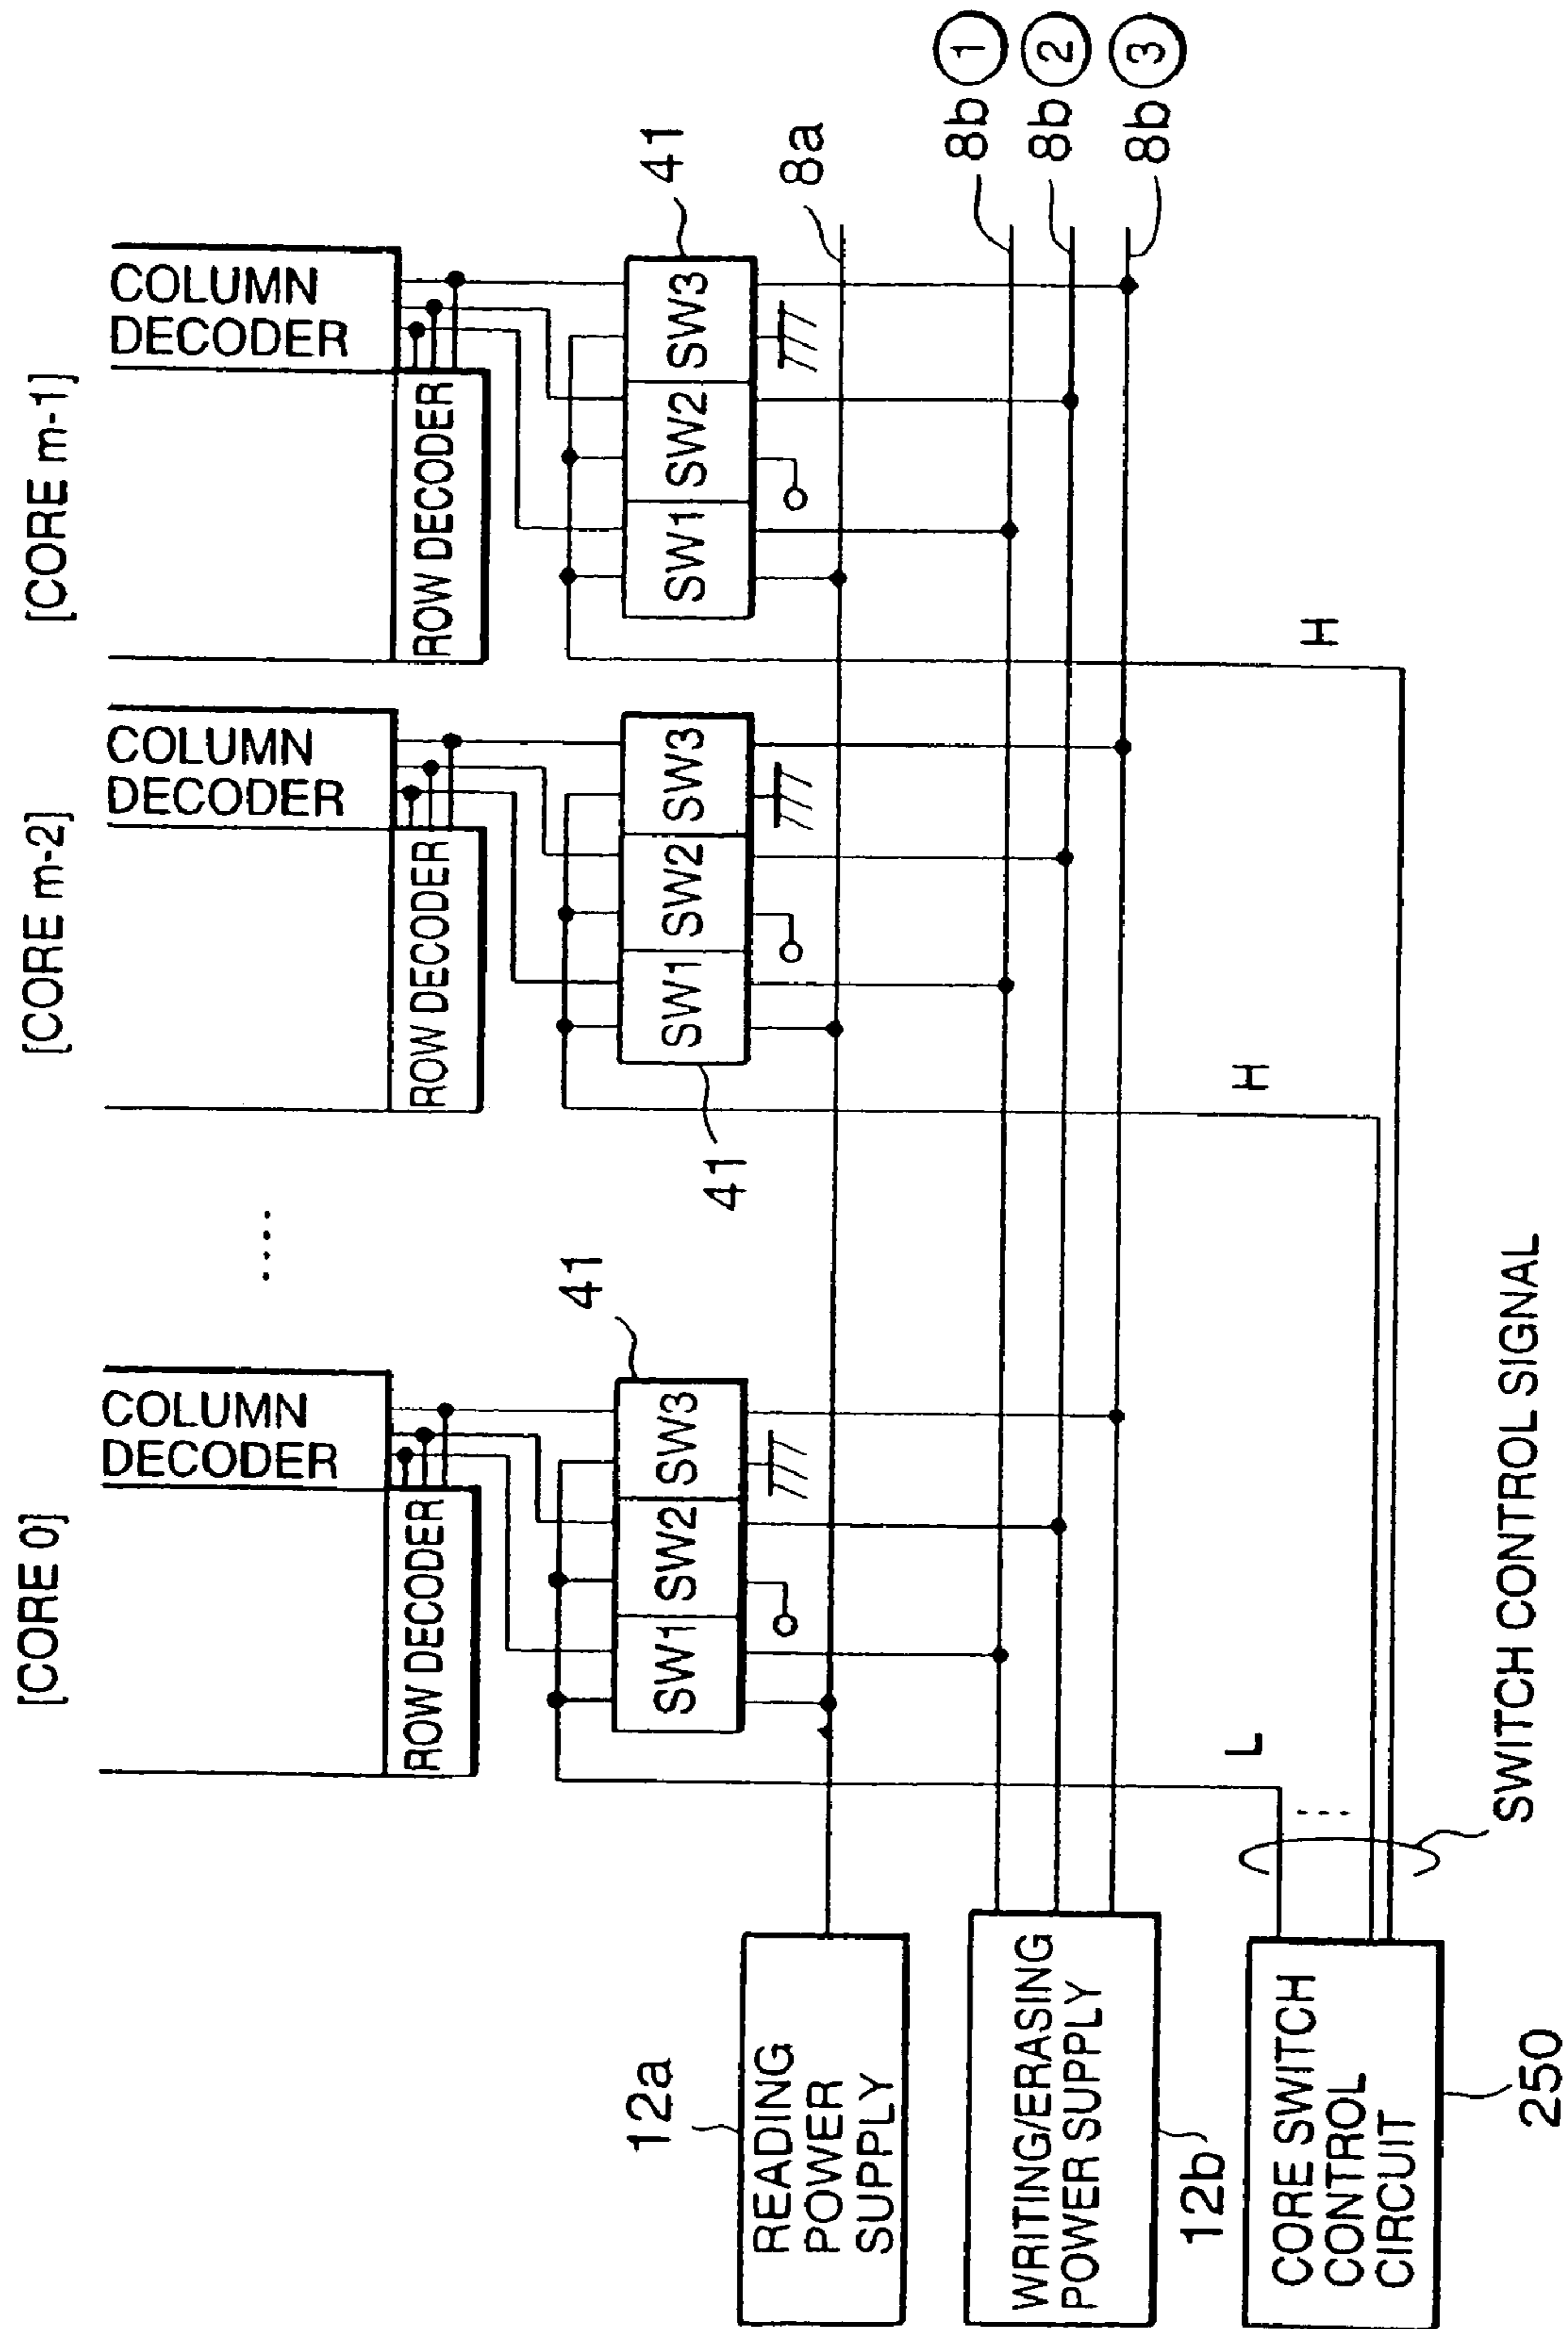 [CORE 0]
[CORE m-2]
[CORE m-1]
COLUMN
DECODER
ROW DECODER
....
COLUMN
DECODER
ROW DECODER
COLUMN
DECODER
ROW DECODER
SW1
SW2
SW3
41
SW1
SW2
SW3
41
SW1
SW2
SW3
41
12a
READING
POWER
SUPPLY
8a
WRITING/ERASING
POWER SUPPLY
12b
8b ①
8b ②
8b ③
L
H
H
CORE SWITCH
CONTROL
CIRCUIT
250
...
SWITCH CONTROL SIGNAL